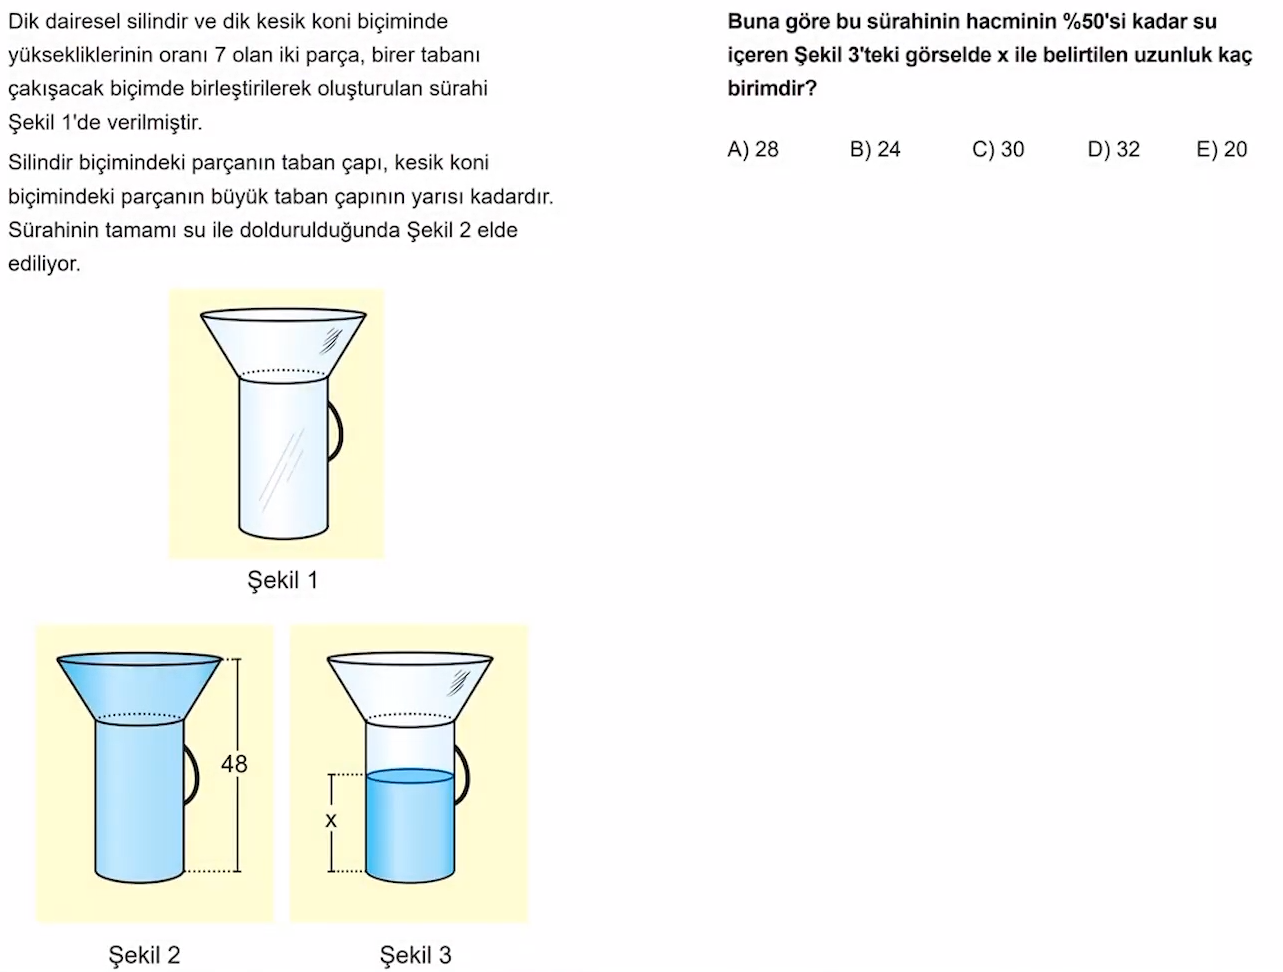 Dik dairesel silindir ve dik kesik koni biçiminde
yüksekliklerinin oranı 7 olan iki parça, birer tabanı
çakışacak biçimde birleştirilerek oluşturulan sürahi
Şekil 1'de verilmiştir.
Silindir biçimindeki parçanın taban çapı, kesik koni
biçimindeki parçanın büyük taban çapının yarısı kadardır.
Sürahinin tamamı su ile doldurulduğunda Şekil 2 elde
ediliyor.
Şekil 1
48
x
Şekil 2
Şekil 3
Buna göre bu sürahinin hacminin %50'si kadar su
içeren Şekil 3'teki görselde x ile belirtilen uzunluk kaç
birimdir?
A) 28 B) 24 C) 30 D) 32 E) 20